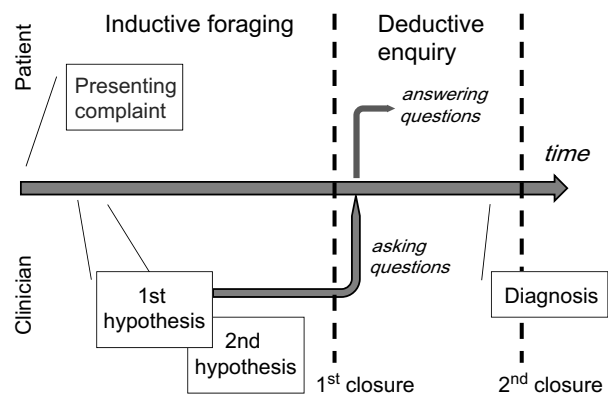 Inductive foraging
Deductive
enquiry
Patient
Presenting
complaint
answering
questions
time
Clinician
1st
hypothesis
2nd
hypothesis
asking
questions
Diagnosis
1st closure
2nd closure